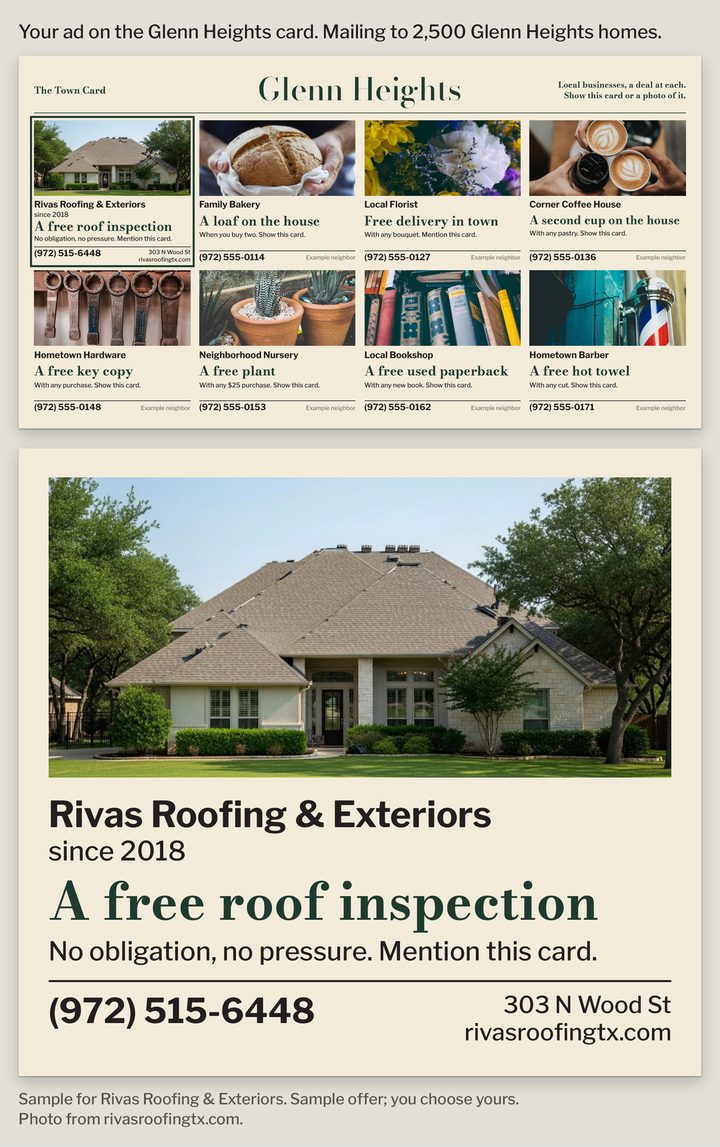 Your ad on the Glenn Heights card. Mailing to 2,500 Glenn Heights homes.
The Town Card
Glenn Heights
Local businesses, a deal at each.
Show this card or a photo of it.
Rivas Roofing & Exteriors
since 2018
A free roof inspection
No obligation, no pressure. Mention this card.
(972) 515-6448
303 N Wood St
rivasroofingtx.com
Family Bakery
A loaf on the house
When you buy two. Show this card.
(972) 555-0114
Example neighbor
Local Florist
Free delivery in town
With any bouquet. Mention this card.
(972) 555-0127
Example neighbor
Corner Coffee House
A second cup on the house
With any pastry. Show this card.
(972) 555-0136
Example neighbor
Hometown Hardware
A free key copy
With any purchase. Show this card.
(972) 555-0148
Example neighbor
Neighborhood Nursery
A free plant
With any $25 purchase. Show this card.
(972) 555-0153
Example neighbor
Local Bookshop
A free used paperback
With any new book. Show this card.
(972) 555-0162
Example neighbor
Hometown Barber
A free hot towel
With any cut. Show this card.
(972) 555-0171
Example neighbor
Rivas Roofing & Exteriors
since 2018
A free roof inspection
No obligation, no pressure. Mention this card.
(972) 515-6448
303 N Wood St
rivasroofingtx.com
Sample for Rivas Roofing & Exteriors. Sample offer; you choose yours.
Photo from rivasroofingtx.com.